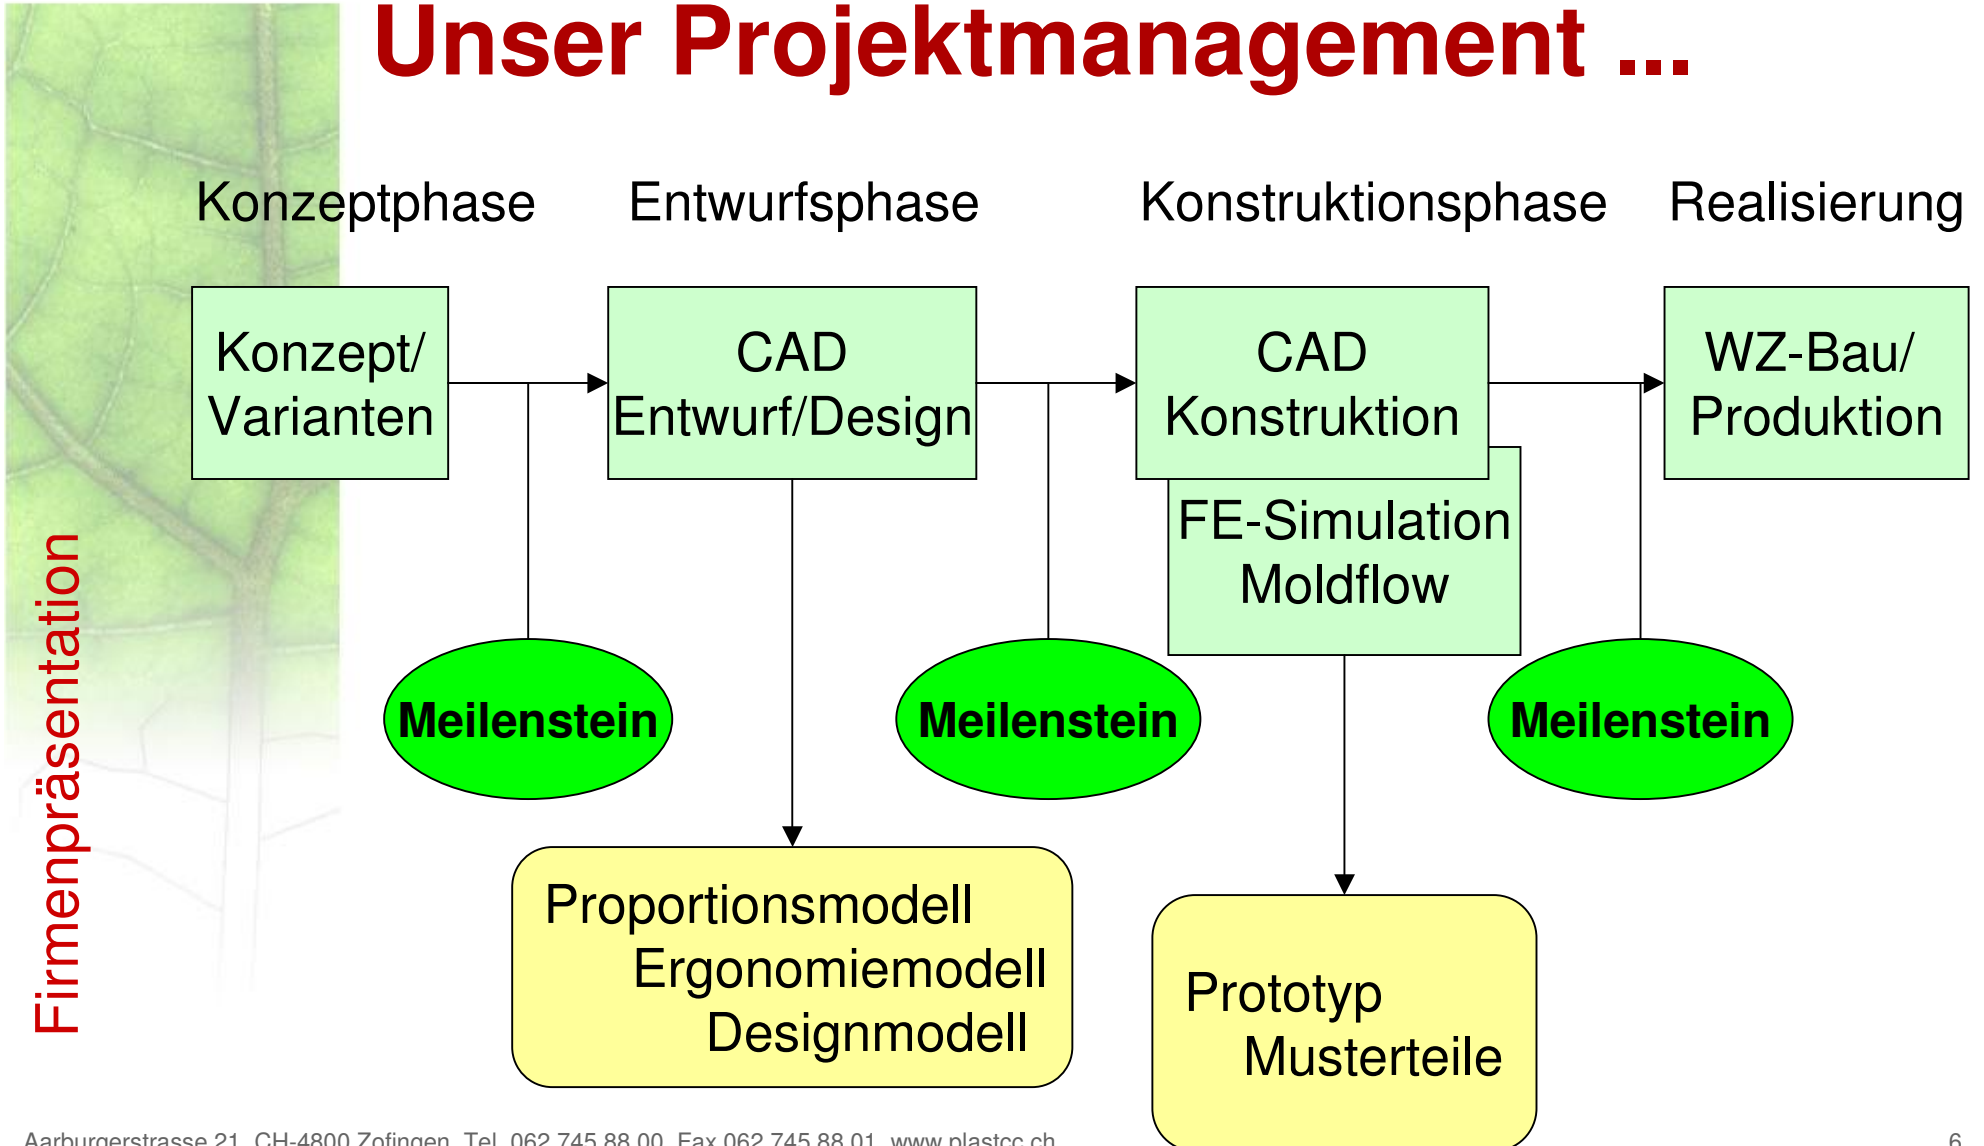 Unser Projektmanagement ...
Konzeptphase
Entwurfsphase
Konstruktionsphase
Realisierung
Konzept/
Varianten
CAD
Entwurf/Design
CAD
Konstruktion
WZ-Bau/
Produktion
FE-Simulation
Moldflow
Meilenstein
Meilenstein
Meilenstein
Proportionsmodell
Ergonomiemodell
Designmodell
Prototyp
Musterteile
Firmenpräsentation
Aarburgerstrasse 21, CH-4800 Zofingen, Tel. 062 745 88 00, Fax 062 745 88 01, www.plastcc.ch
6